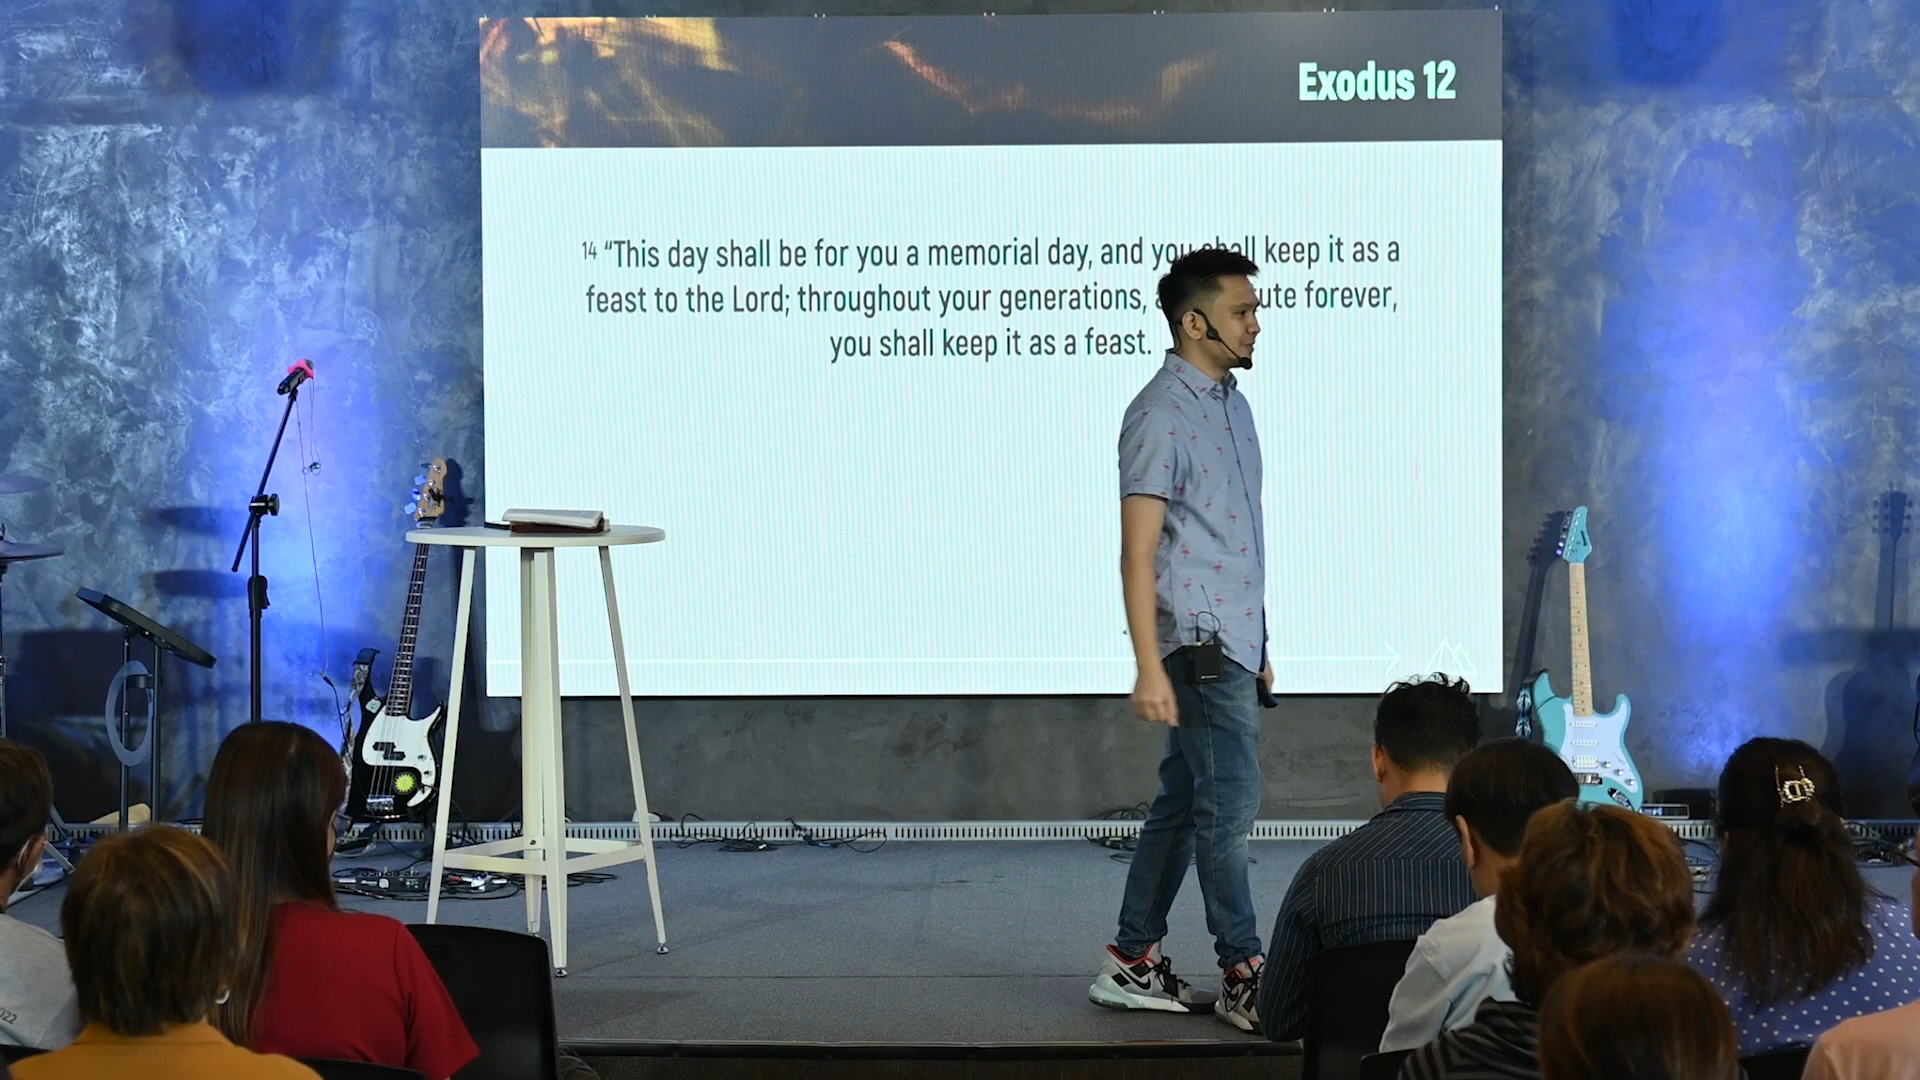 Exodus 12
14 “This day shall be for you a memorial day, and you shall keep it as a
feast to the Lord; throughout your generations, forever,
you shall keep it as a feast.